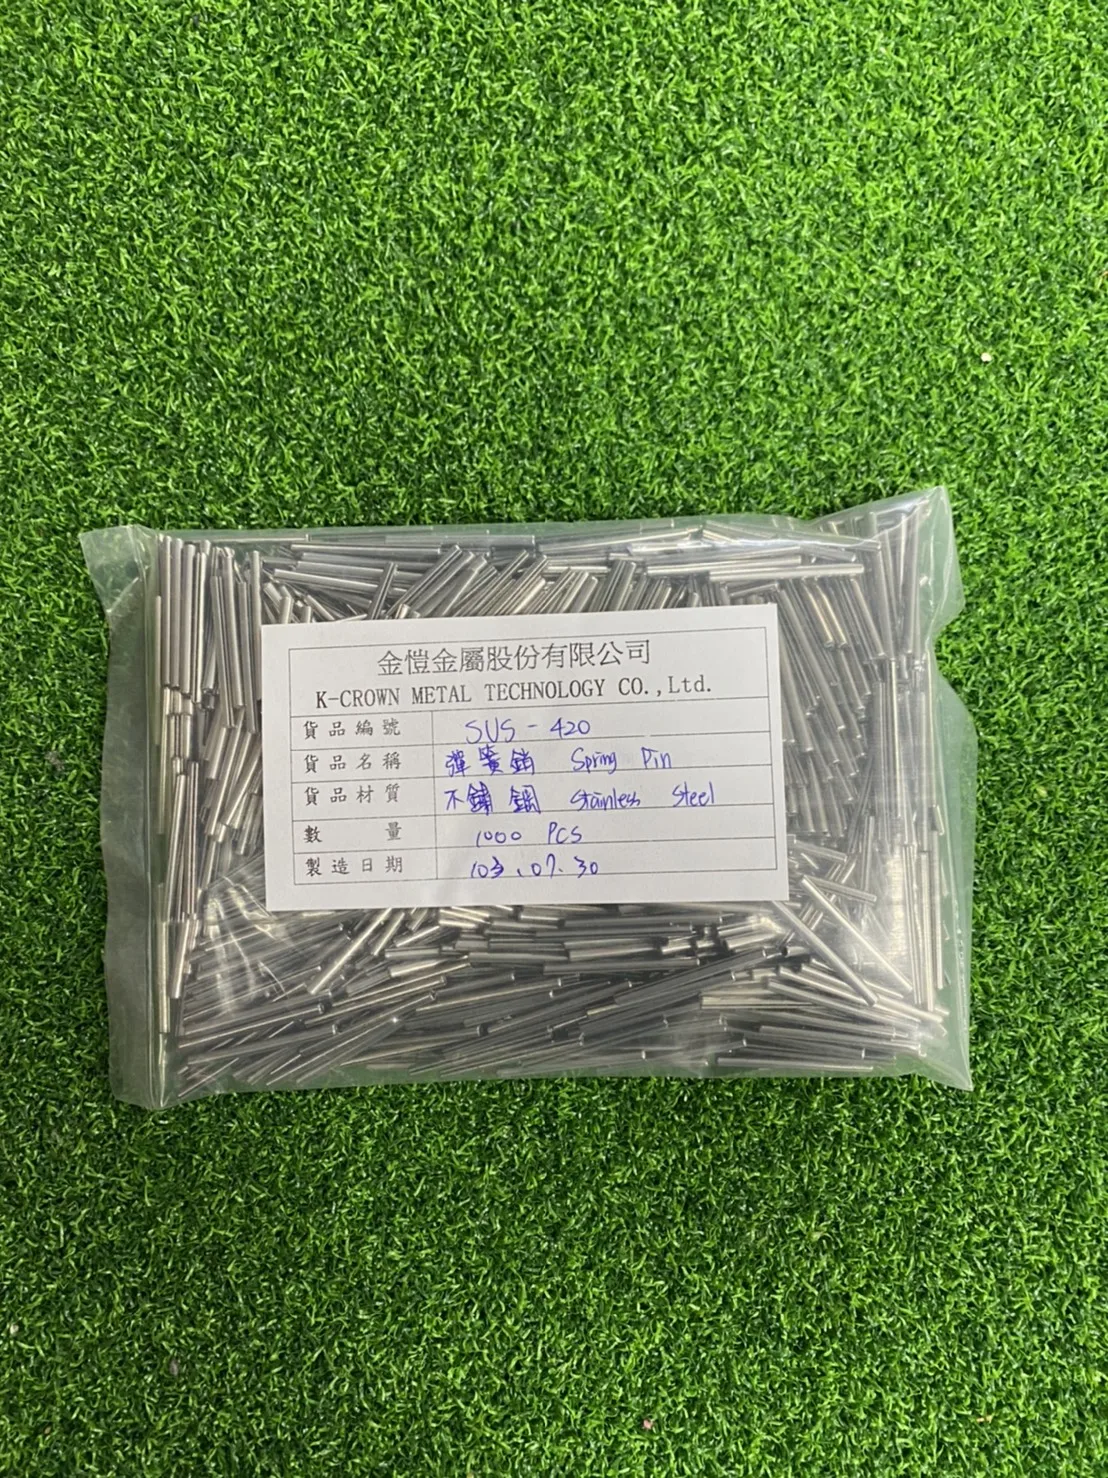 金愷金屬股份有限公司
K-CROWN METAL TECHNOLOGY CO.,Ltd.
貨品編號 SUS-420
貨品名稱 彈簧銷 Spring Pin
貨品材質 不鏽鋼 Stainless Steel
數量 1000 PCS
製造日期 103.07.30